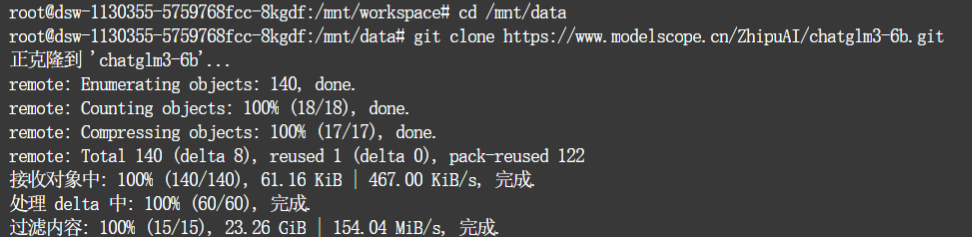 root@dsw-1130355-5759768fcc-8kgdf:/mnt/workspace# cd /mnt/data
root@dsw-1130355-5759768fcc-8kgdf:/mnt/data# git clone https://www.modelscope.cn/ZhipuAI/chatglm3-6b.git
正克隆到 'chatglm3-6b'...
remote: Enumerating objects: 140, done.
remote: Counting objects: 100% (18/18), done.
remote: Compressing objects: 100% (17/17), done.
remote: Total 140 (delta 8), reused 1 (delta 0), pack-reused 122
接收对象中: 100% (140/140), 61.16 KiB | 467.00 KiB/s, 完成.
处理 delta 中: 100% (60/60), 完成.
过滤内容: 100% (15/15), 23.26 GiB | 154.04 MiB/s, 完成.